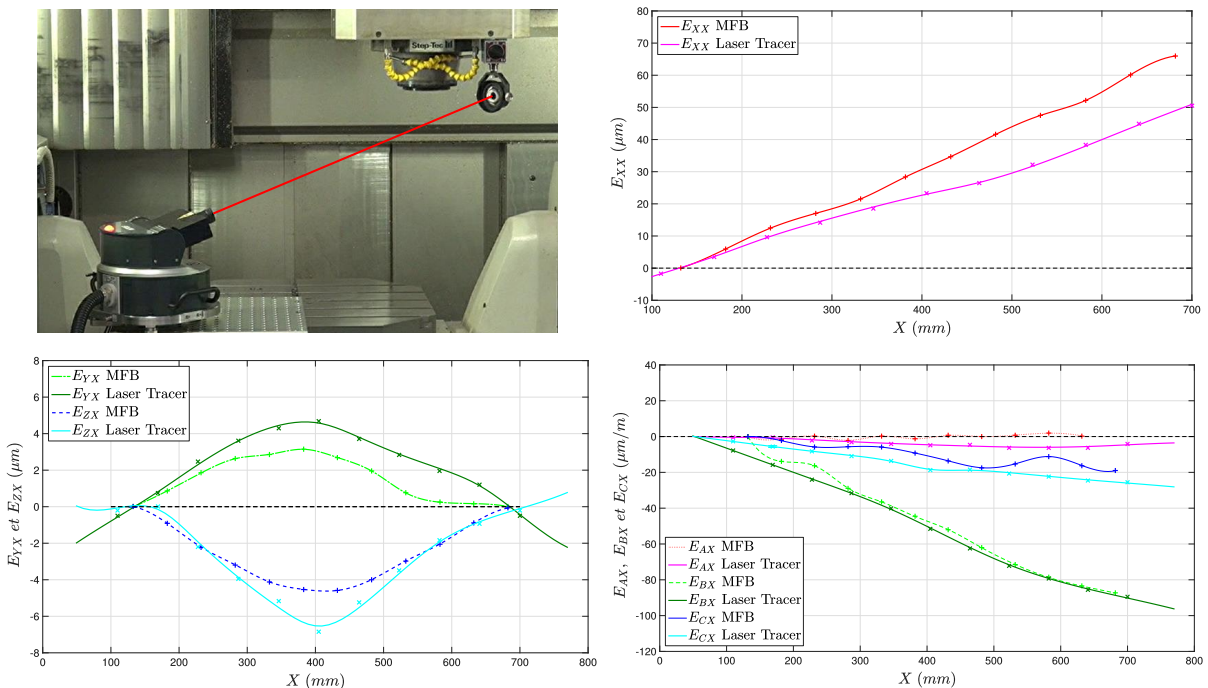 Step-Tec
E_XX MFB
E_XX Laser Tracer
80
70
60
50
40
30
20
10
0
-10
100
200
300
400
500
600
700
E_XX (μm)
X (mm)
E_YX MFB
E_YX Laser Tracer
E_ZX MFB
E_ZX Laser Tracer
8
6
4
2
0
-2
-4
-6
-8
0
100
200
300
400
500
600
700
800
E_YX et E_ZX (μm)
X (mm)
40
20
0
-20
-40
-60
-80
-100
-120
E_AX MFB
E_AX Laser Tracer
E_BX MFB
E_BX Laser Tracer
E_CX MFB
E_CX Laser Tracer
0
100
200
300
400
500
600
700
800
E_AX, E_BX et E_CX (μm/m)
X (mm)